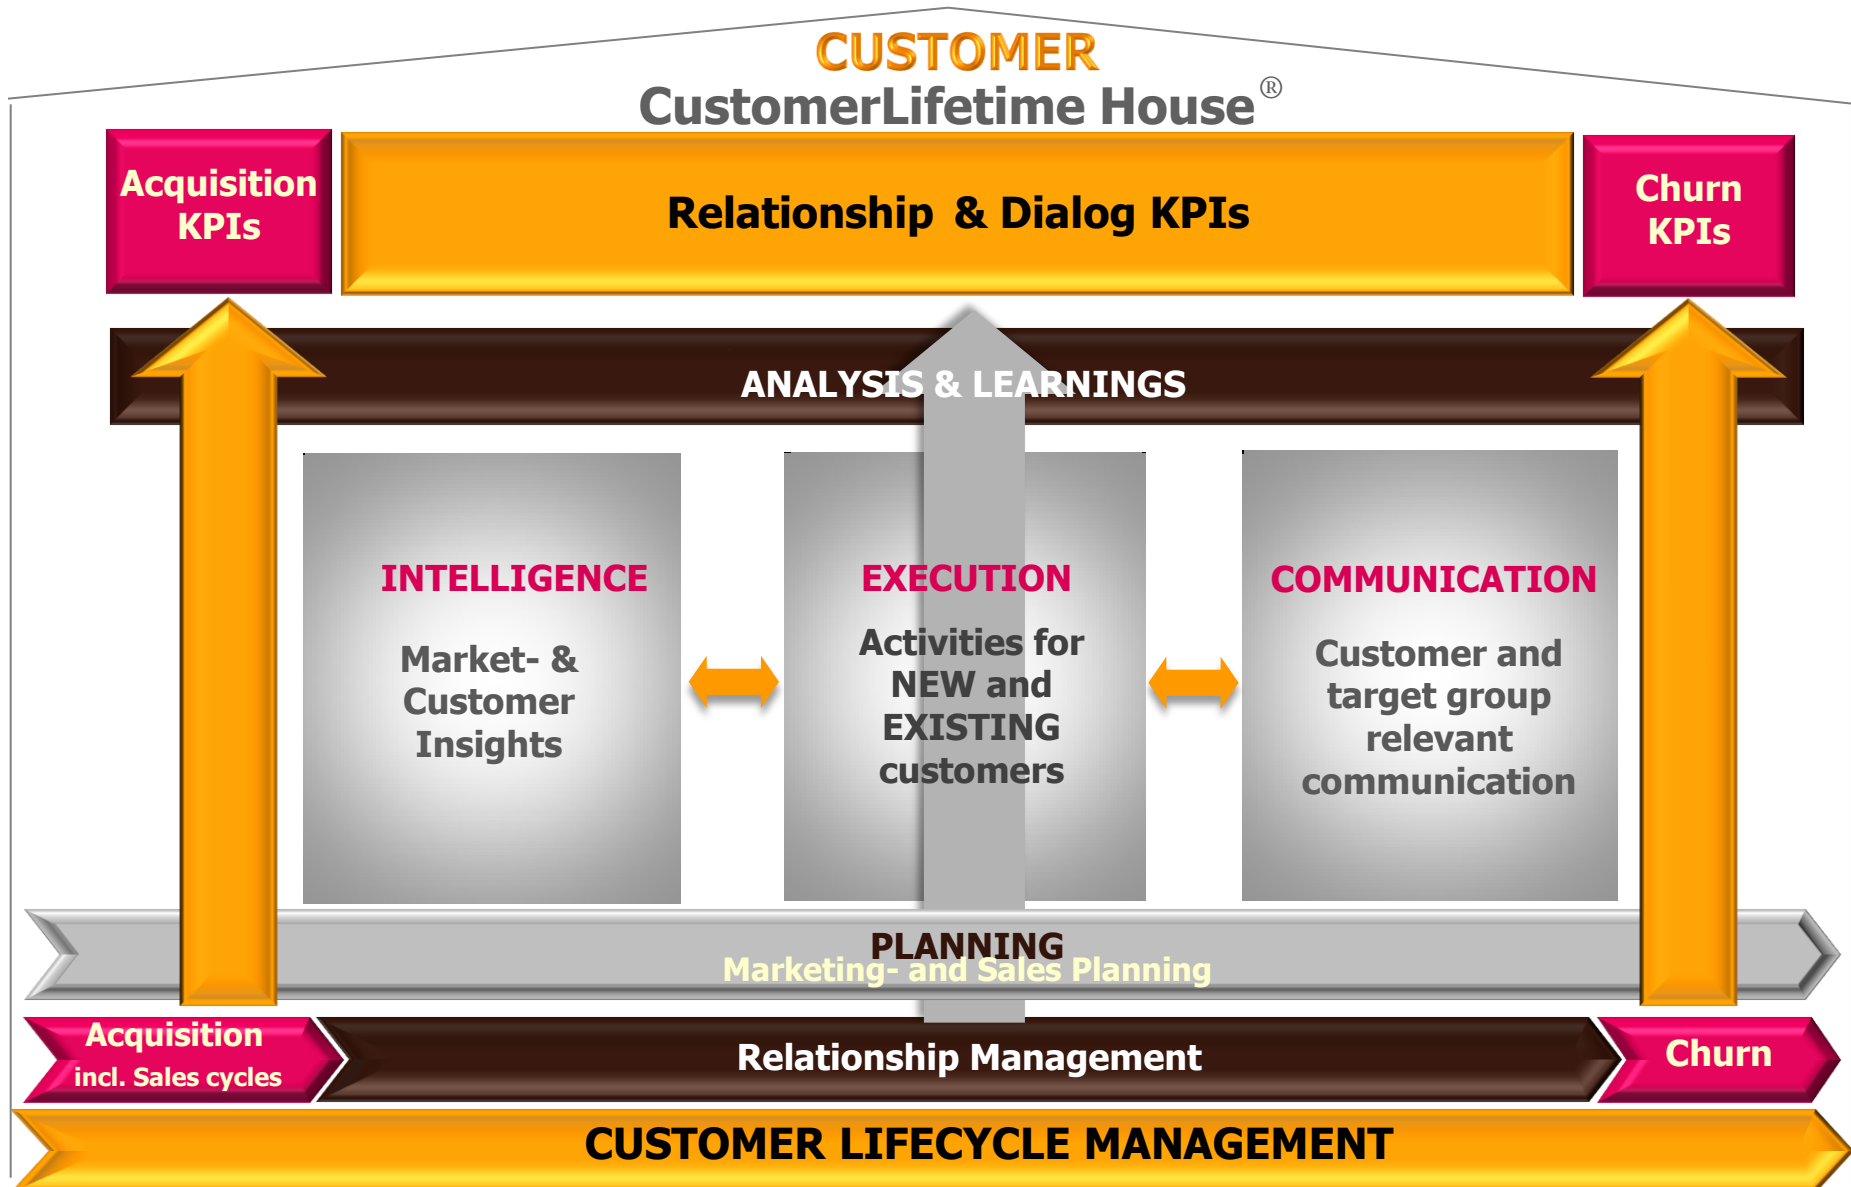 CUSTOMER
CustomerLifetime House®
Acquisition
KPIs
Relationship & Dialog KPIs
Churn
KPIs
ANALYSIS & LEARNINGS
INTELLIGENCE
Market- &
Customer
Insights
EXECUTION
Activities for
NEW and
EXISTING
customers
COMMUNICATION
Customer and
target group
relevant
communication
PLANNING
Marketing- and Sales Planning
Acquisition
incl. Sales cycles
Relationship Management
Churn
CUSTOMER LIFECYCLE MANAGEMENT